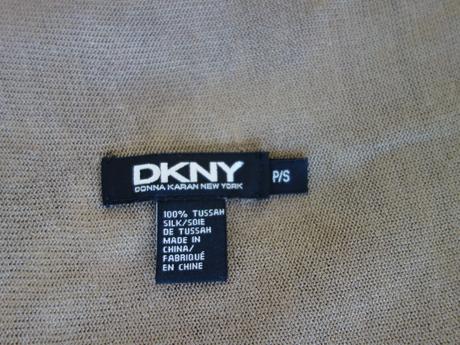 DKNY
DONNA KARAN NEW YORK
P/S
100% TUSSAH
SILK/SOIE
DE TUSSAH
MADE IN
CHINA/
FABRIQUÉ
EN CHINE